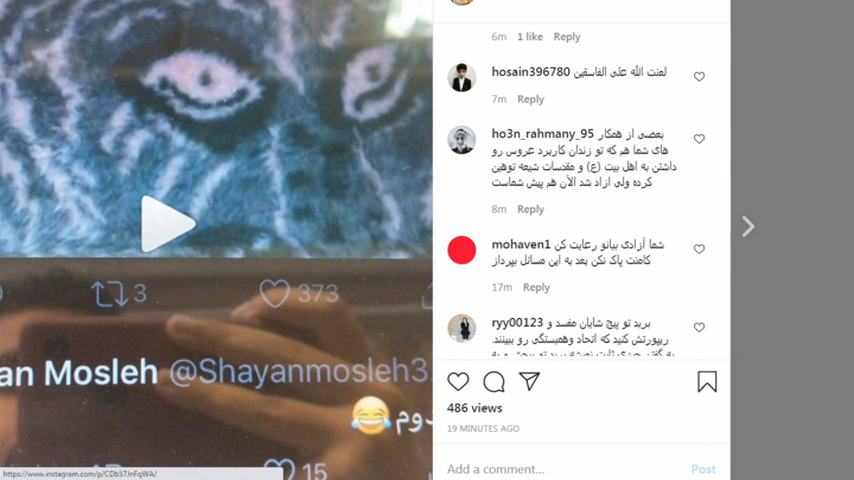 3
373
an Mosleh @Shayanmosleh3
دوم 😂
15
https://www.instagram.com/p/CDb57JnFqWA/
6m 1 like Reply
hosain396780 لعنت الله علی الفاسقین
7m Reply
ho3n_rahmany_95 بعضی از همکار
های شما هم که تو زندان کاربرد عروس رو
داشتن به اهل بیت (ع) و مقدسات شیعه توهین
کرده ولی ازاد شد الأن هم پیش شماست
8m Reply
mohaven1 شما آزادی بیانو رعایت کن
کامنت پاک نکن بعد به این مسائل بپرداز
17m Reply
ryy00123 برید تو پیج شایان مفسد و
ریپورتش کنید که اتحاد وهمبستگی رو ببینند.
486 views
19 MINUTES AGO
Add a comment... Post